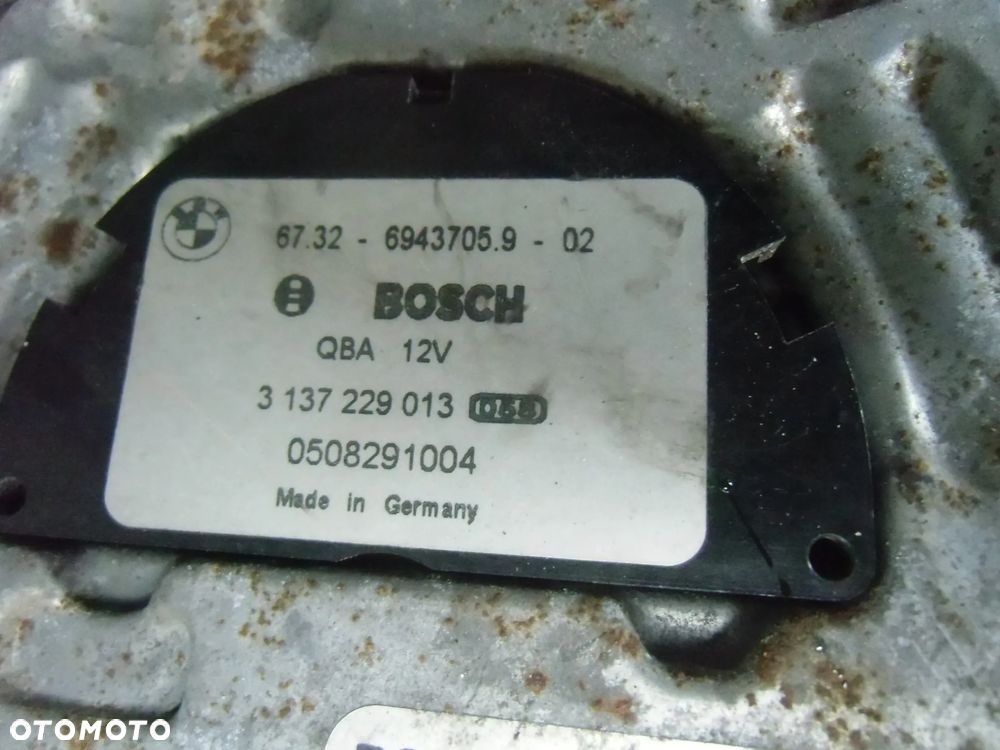 67.32 - 6943705.9 - 02
BOSCH
QBA 12V
3 137 229 013 058
0508291004
Made in Germany
OTOMOTO